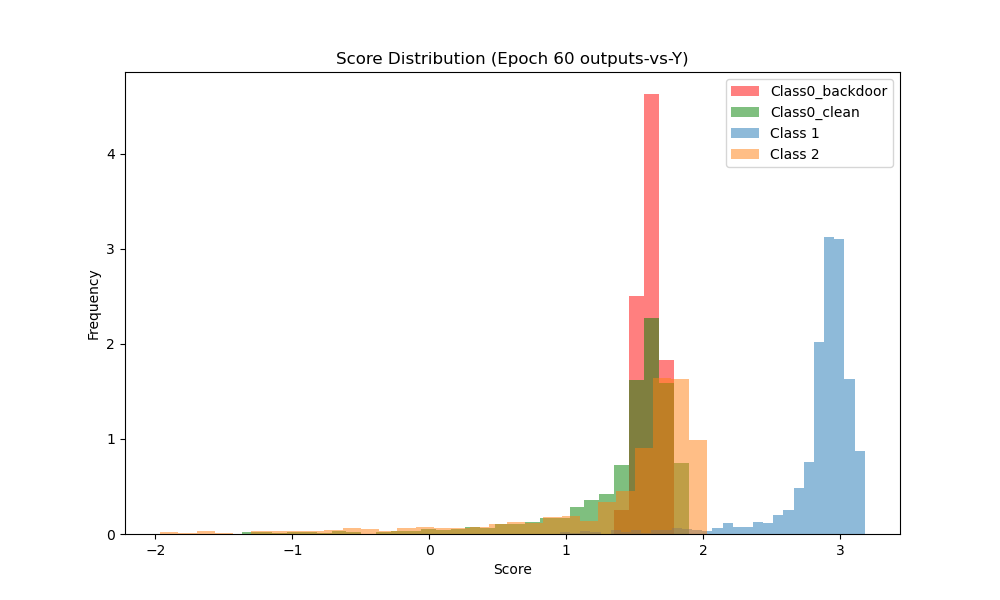 Score Distribution (Epoch 60 outputs-vs-Y)
Class0_backdoor
Class0_clean
Class 1
Class 2
Frequency
4
3
2
1
0
−2
−1
0
1
2
3
Score